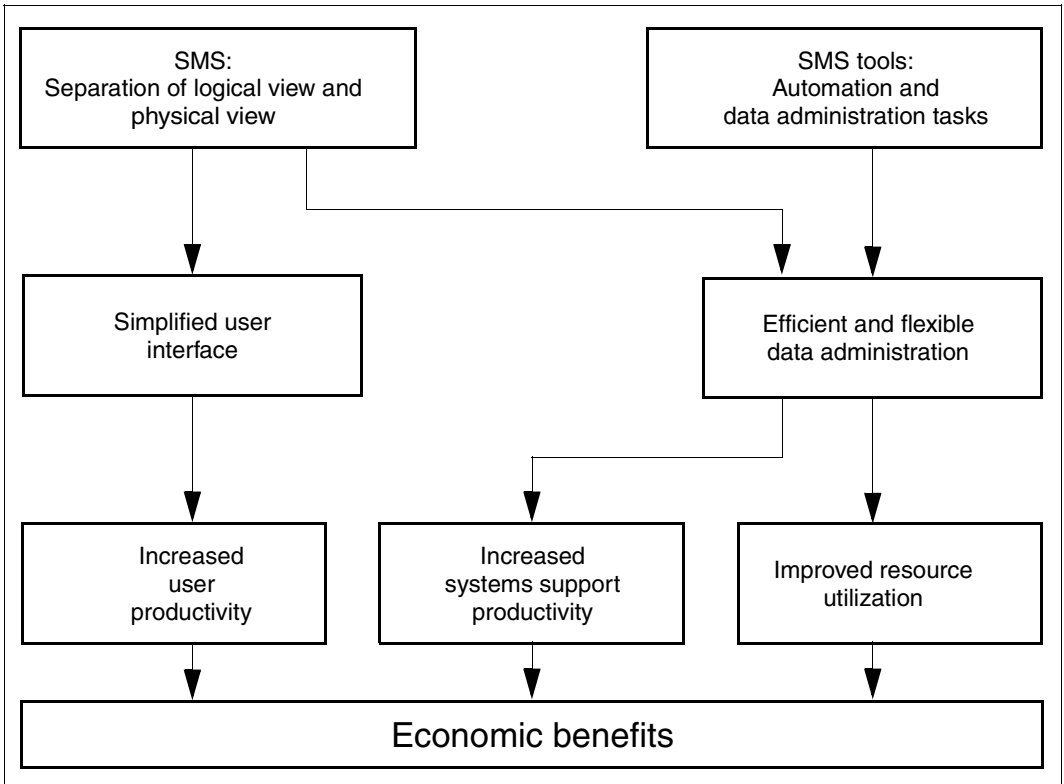 SMS:
Separation of logical view and
physical view
SMS tools:
Automation and
data administration tasks
Simplified user
interface
Efficient and flexible
data administration
Increased
user
productivity
Increased
systems support
productivity
Improved resource
utilization
Economic benefits